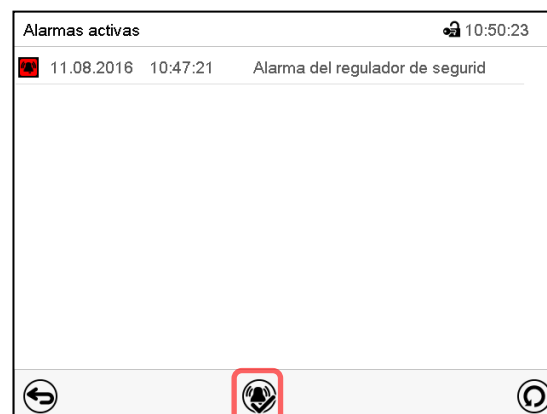 Alarmas activas 10:50:23
11.08.2016 10:47:21 Alarma del regulador de segurid